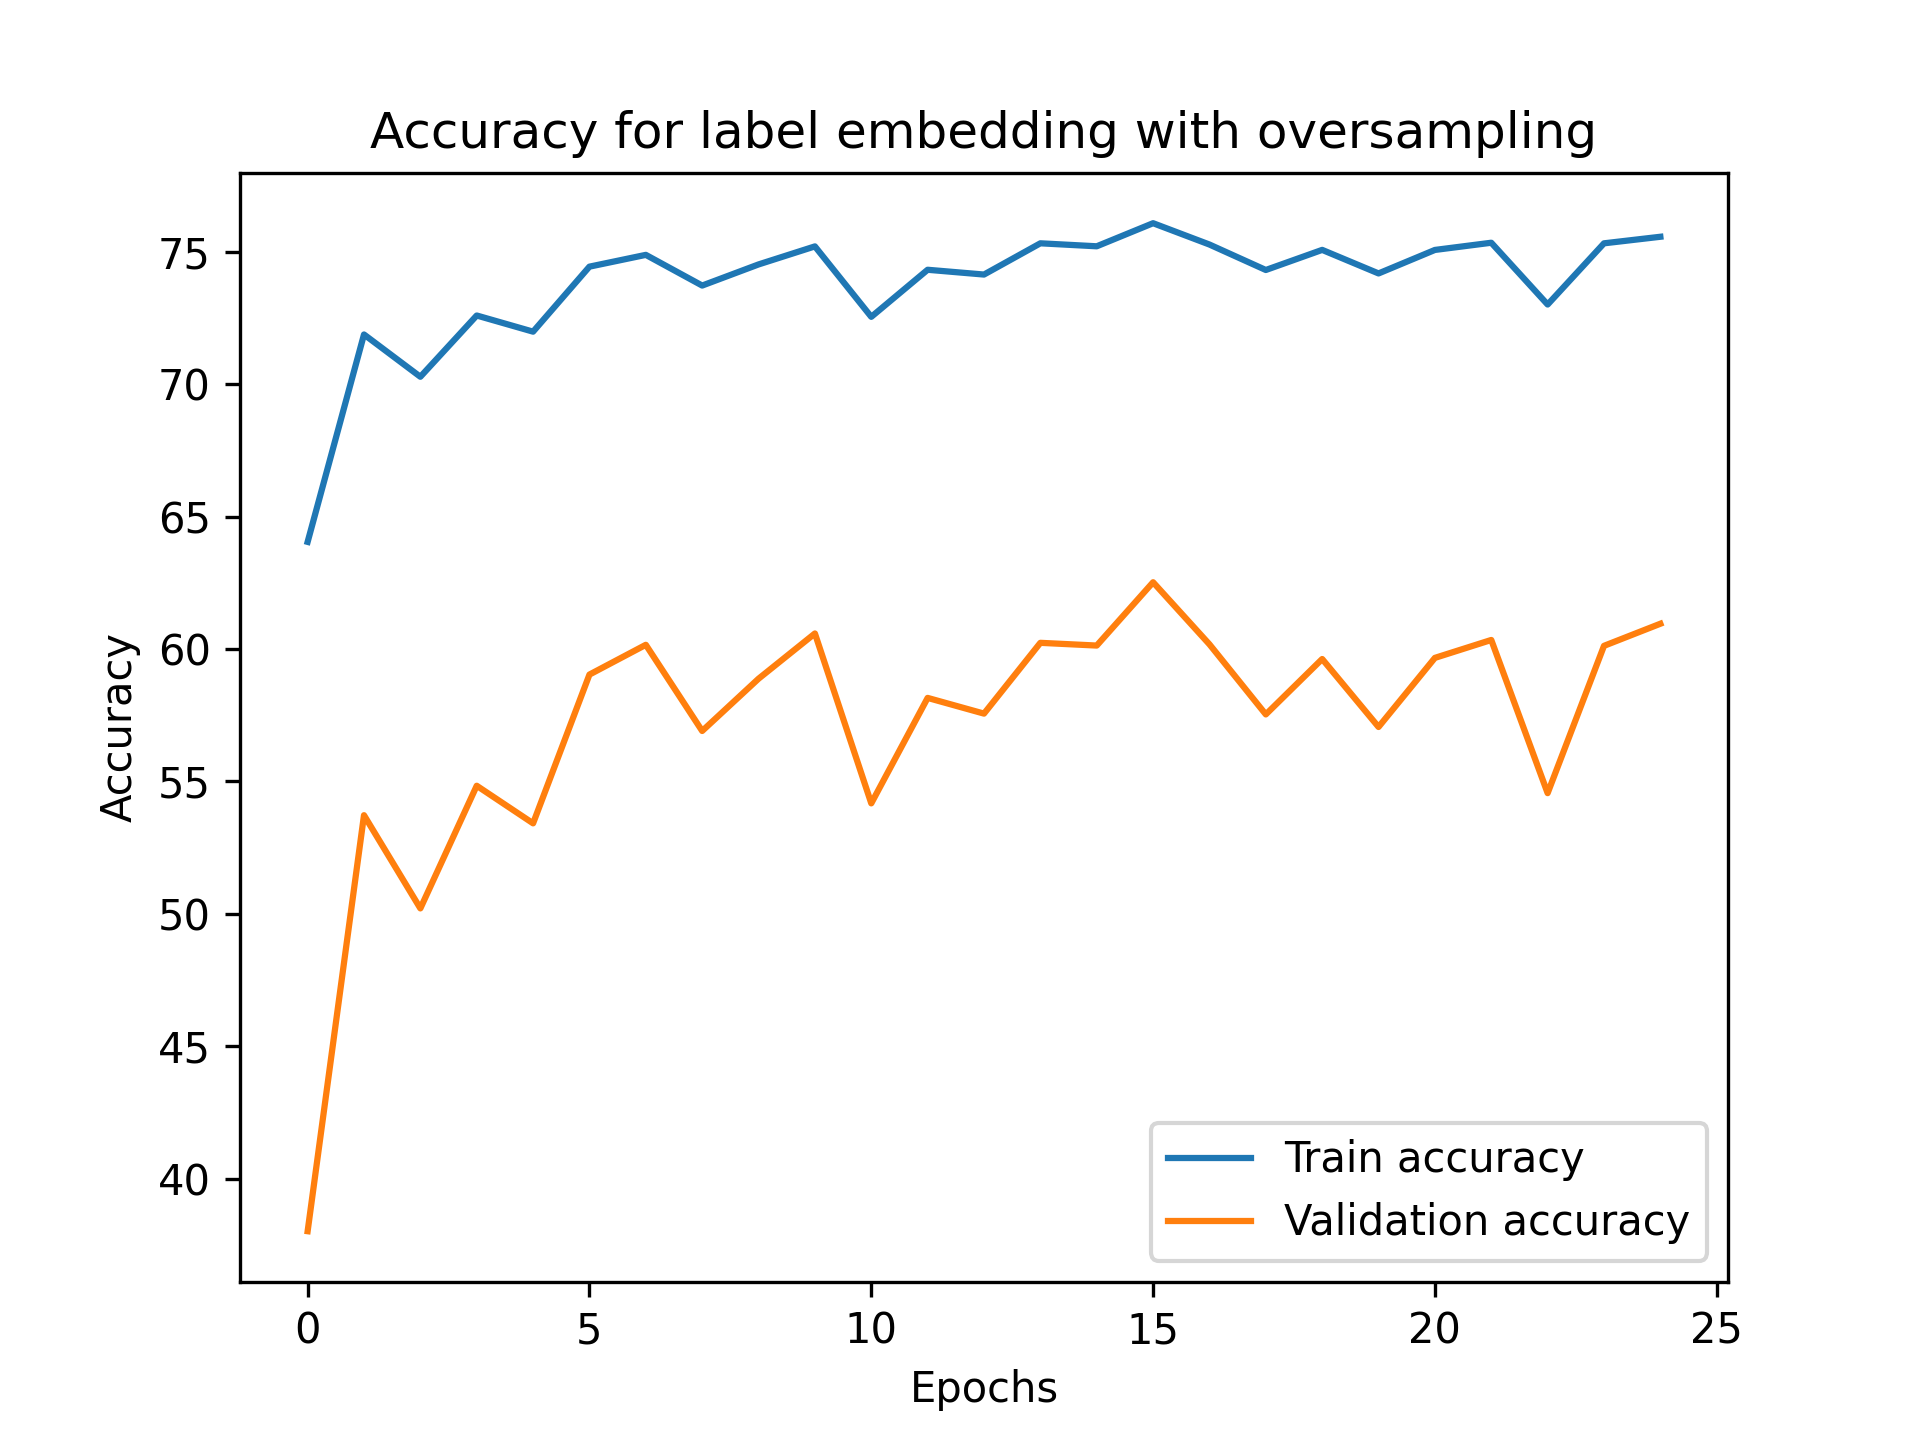 Accuracy for label embedding with oversampling
75
70
65
60
55
50
45
40
Accuracy
Train accuracy
Validation accuracy
0 5 10 15 20 25
Epochs